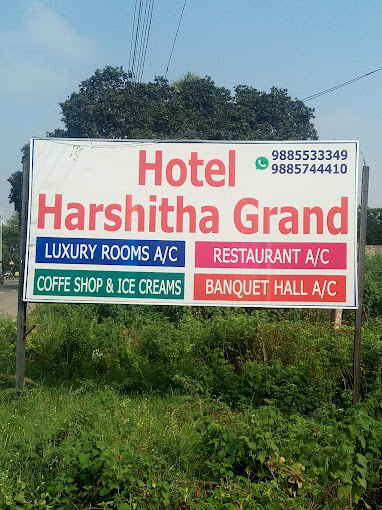 Hotel
9885533349
9885744410
Harshitha Grand
LUXURY ROOMS A/C
RESTAURANT A/C
COFFE SHOP & ICE CREAMS
BANQUET HALL A/C